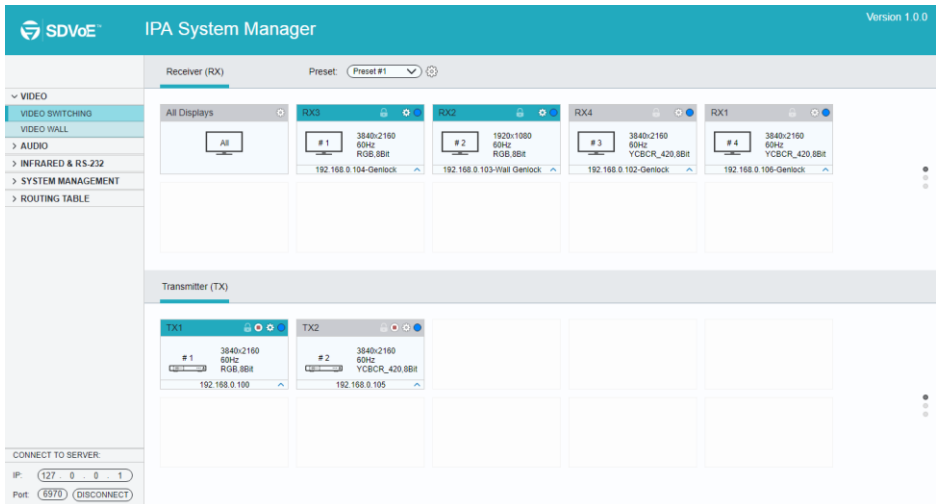 SDVoE™
IPA System Manager
Version 1.0.0
Receiver (RX)
Preset: Preset #1
VIDEO
VIDEO SWITCHING
VIDEO WALL
AUDIO
INFRARED & RS-232
SYSTEM MANAGEMENT
ROUTING TABLE
All Displays
All
RX3
# 1
3840x2160
60Hz
RGB,8Bit
192.168.0.104-Genlock
RX2
# 2
1920x1080
60Hz
RGB,8Bit
192.168.0.103-Wall Genlock
RX4
# 3
3840x2160
60Hz
YCBCR_420,8Bit
192.168.0.102-Genlock
RX1
# 4
3840x2160
60Hz
YCBCR_420,8Bit
192.168.0.106-Genlock
Transmitter (TX)
TX1
# 1
3840x2160
60Hz
RGB,8Bit
192.168.0.100
TX2
# 2
3840x2160
60Hz
YCBCR_420,8Bit
192.168.0.105
CONNECT TO SERVER:
IP: 127 . 0 . 0 . 1
Port: 6970 DISCONNECT